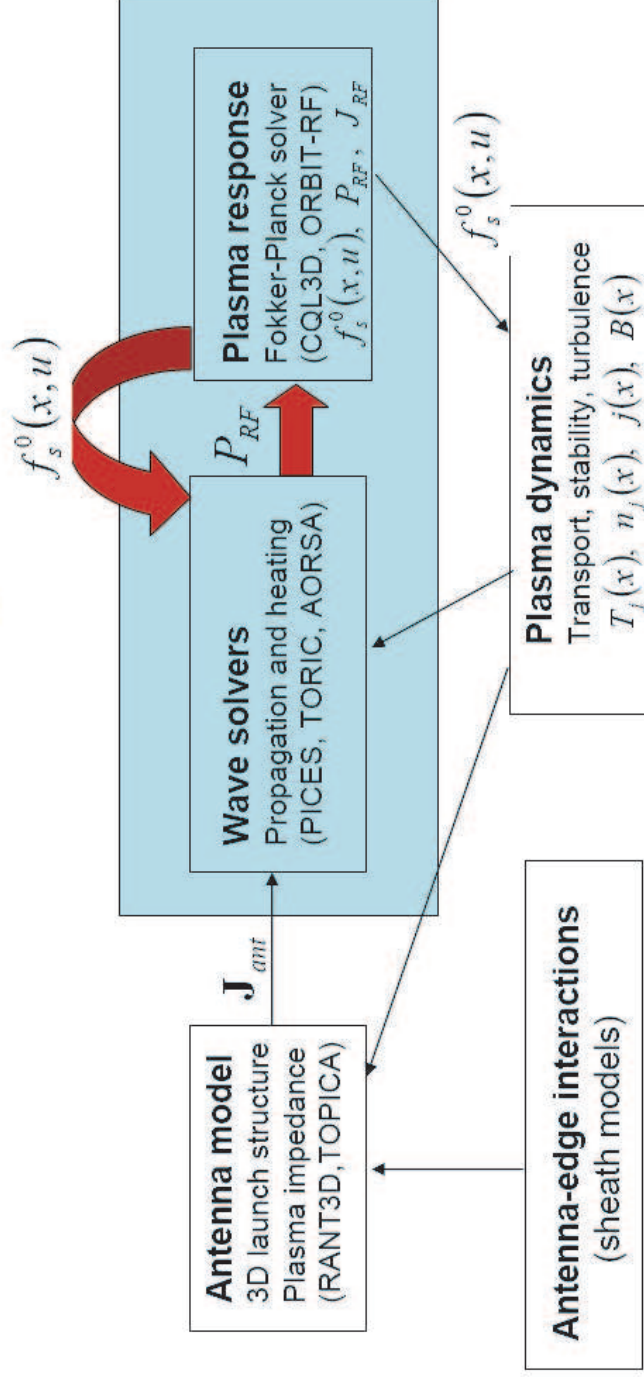 f_s^0(x,u)
Antenna model
3D launch structure
Plasma impedance
(RANT3D,TOPICA)
J_ant
Wave solvers
Propagation and heating
(PICES, TORIC, AORSA)
P_RF
Plasma response
Fokker-Planck solver
(CQL3D, ORBIT-RF)
f_s^0(x,u), P_RF, J_RF
f_s^0(x,u)
Antenna-edge interactions
(sheath models)
Plasma dynamics
Transport, stability, turbulence
T_j(x), n_j(x), j(x), B(x)